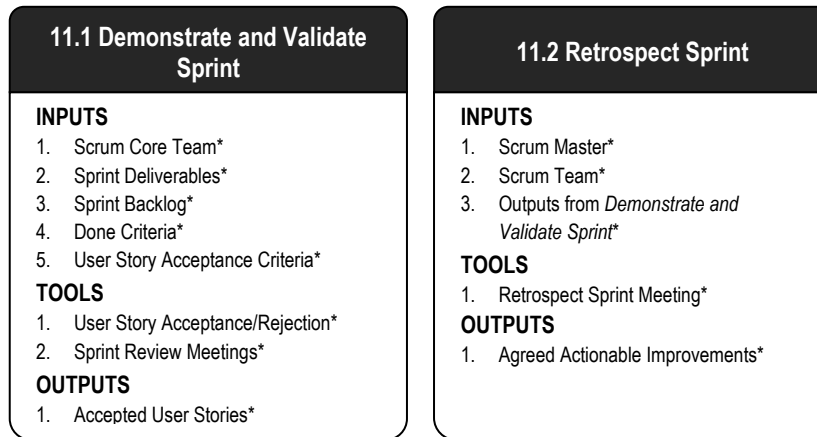 11.1 Demonstrate and Validate
Sprint
INPUTS
1. Scrum Core Team*
2. Sprint Deliverables*
3. Sprint Backlog*
4. Done Criteria*
5. User Story Acceptance Criteria*
TOOLS
1. User Story Acceptance/Rejection*
2. Sprint Review Meetings*
OUTPUTS
1. Accepted User Stories*
11.2 Retrospect Sprint
INPUTS
1. Scrum Master*
2. Scrum Team*
3. Outputs from Demonstrate and
Validate Sprint*
TOOLS
1. Retrospect Sprint Meeting*
OUTPUTS
1. Agreed Actionable Improvements*